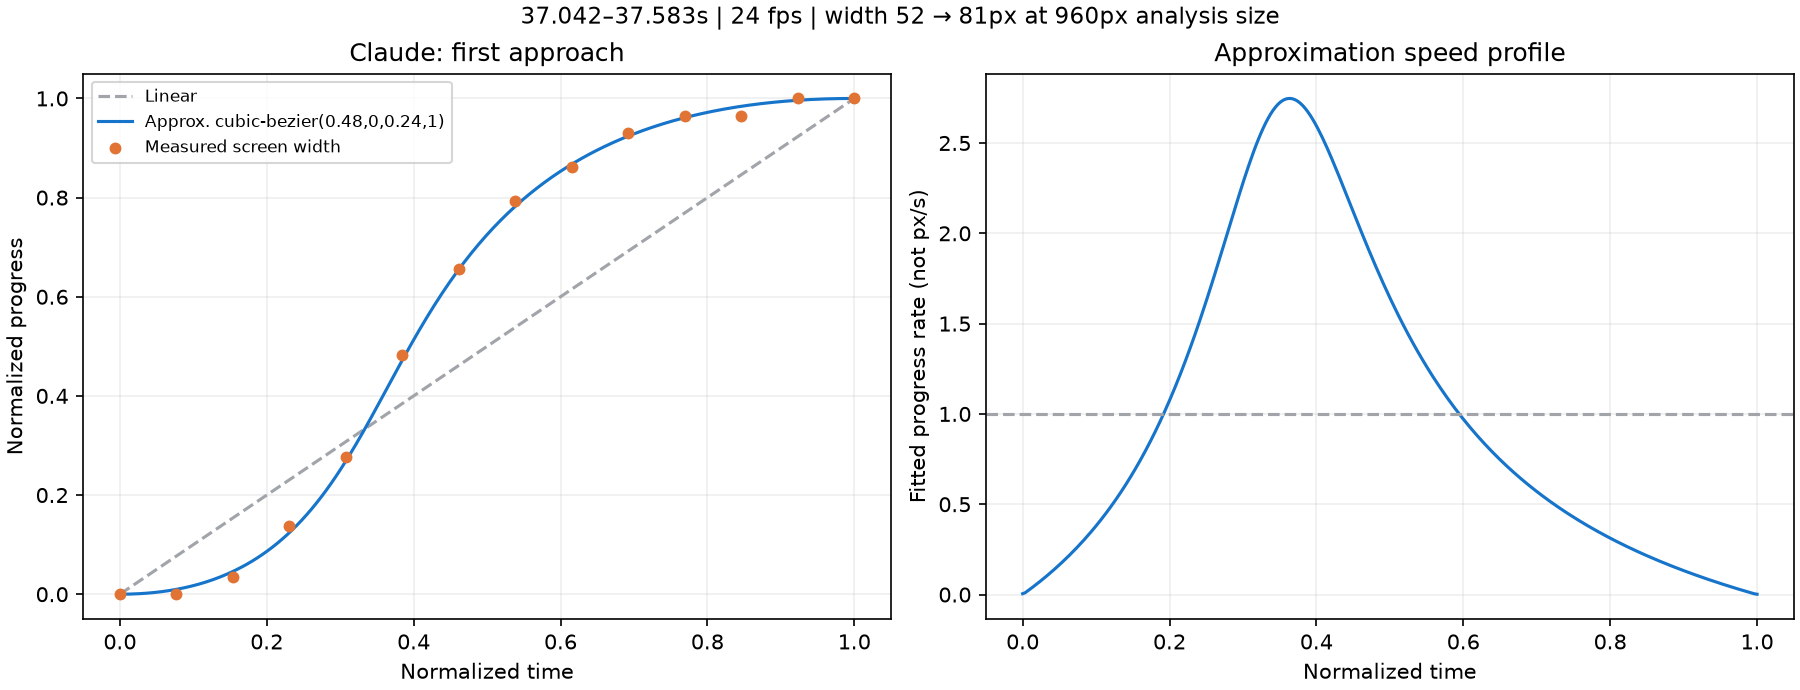 37.042–37.583s | 24 fps | width 52 → 81px at 960px analysis size
Claude: first approach
Linear
Approx. cubic-bezier(0.48,0,0.24,1)
Measured screen width
Normalized progress
1.0
0.8
0.6
0.4
0.2
0.0
0.0 0.2 0.4 0.6 0.8 1.0
Normalized time
Approximation speed profile
Fitted progress rate (not px/s)
2.5
2.0
1.5
1.0
0.5
0.0
0.0 0.2 0.4 0.6 0.8 1.0
Normalized time